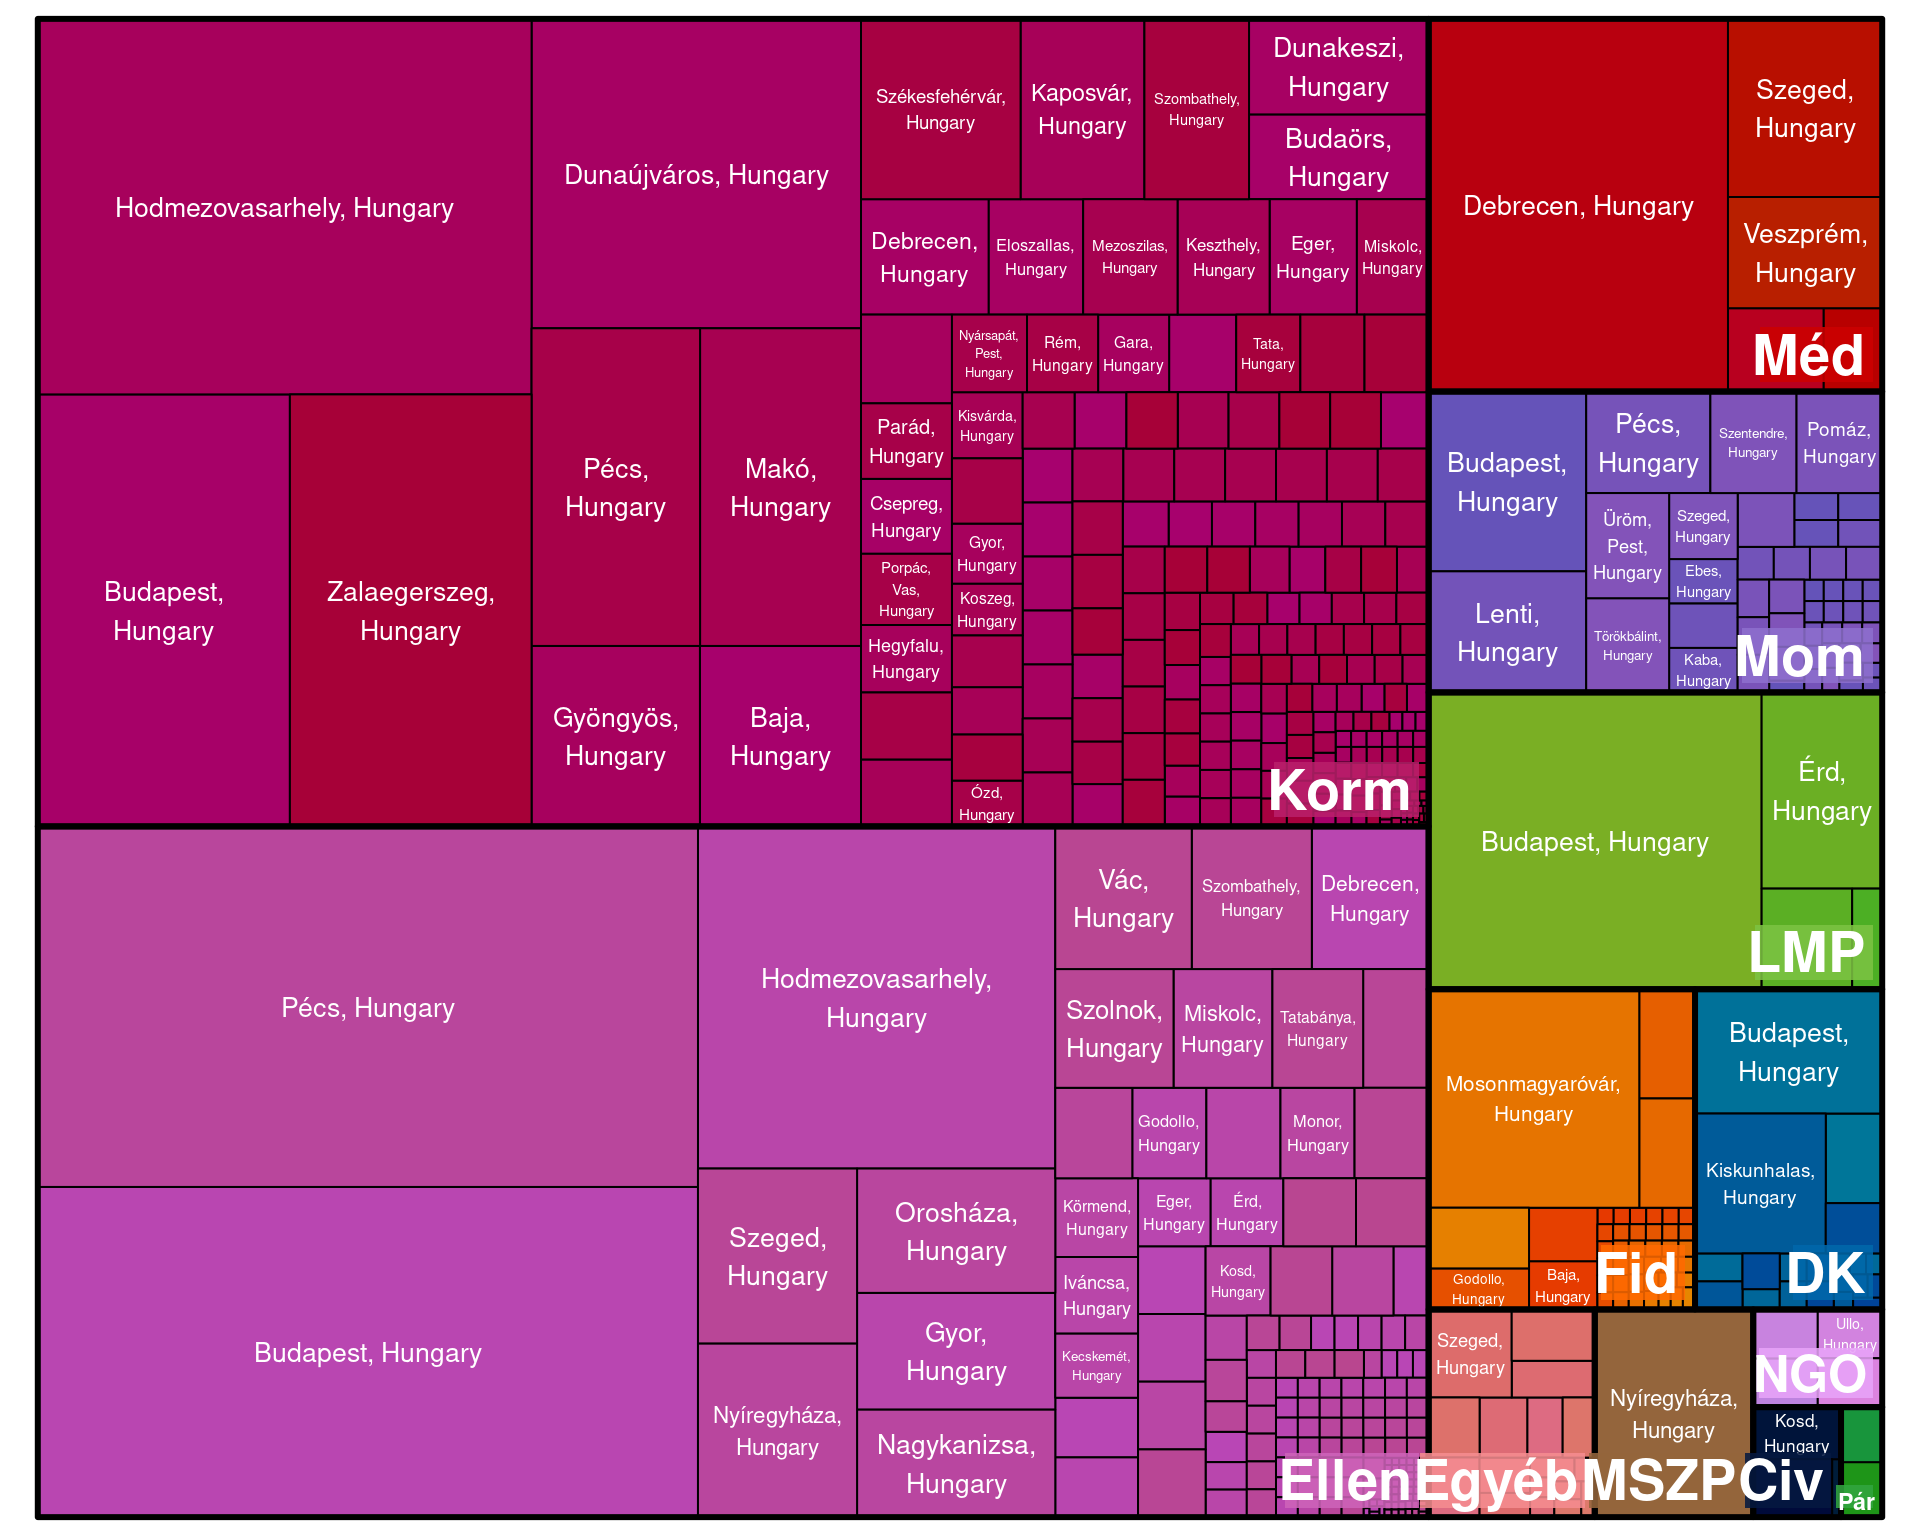 Hodmezovasarhely, Hungary
Budapest,
Hungary
Zalaegerszeg,
Hungary
Dunaújváros, Hungary
Pécs,
Hungary
Makó,
Hungary
Gyöngyös,
Hungary
Baja,
Hungary
Székesfehérvár,
Hungary
Kaposvár,
Hungary
Szombathely,
Hungary
Dunakeszi,
Hungary
Budaörs,
Hungary
Debrecen,
Hungary
Eloszallas,
Hungary
Mezoszilas,
Hungary
Keszthely,
Hungary
Eger,
Hungary
Miskolc,
Hungary
Nyársapát,
Pest,
Hungary
Rém,
Hungary
Gara,
Hungary
Tata,
Hungary
Parád,
Hungary
Kisvárda,
Hungary
Csepreg,
Hungary
Gyor,
Hungary
Porpác,
Vas,
Hungary
Koszeg,
Hungary
Hegyfalu,
Hungary
Ózd,
Hungary
Korm
Debrecen, Hungary
Szeged,
Hungary
Veszprém,
Hungary
Méd
Budapest,
Hungary
Lenti,
Hungary
Pécs,
Hungary
Szentendre,
Hungary
Pomáz,
Hungary
Üröm,
Pest,
Hungary
Szeged,
Hungary
Ebes,
Hungary
Törökbálint,
Hungary
Kaba,
Hungary
Mom
Budapest, Hungary
Érd,
Hungary
LMP
Pécs, Hungary
Budapest, Hungary
Hodmezovasarhely,
Hungary
Szeged,
Hungary
Nyíregyháza,
Hungary
Orosháza,
Hungary
Gyor,
Hungary
Nagykanizsa,
Hungary
Vác,
Hungary
Szombathely,
Hungary
Debrecen,
Hungary
Szolnok,
Hungary
Miskolc,
Hungary
Tatabánya,
Hungary
Godollo,
Hungary
Monor,
Hungary
Körmend,
Hungary
Eger,
Hungary
Érd,
Hungary
Iváncsa,
Hungary
Kosd,
Hungary
Kecskemét,
Hungary
Ellen
Mosonmagyaróvár,
Hungary
Godollo,
Hungary
Baja,
Hungary
Fid
Budapest,
Hungary
Kiskunhalas,
Hungary
DK
Szeged,
Hungary
Egyéb
Nyíregyháza,
Hungary
MSZP
Ullo,
Hungary
NGO
Kosd,
Hungary
Civ
Pár